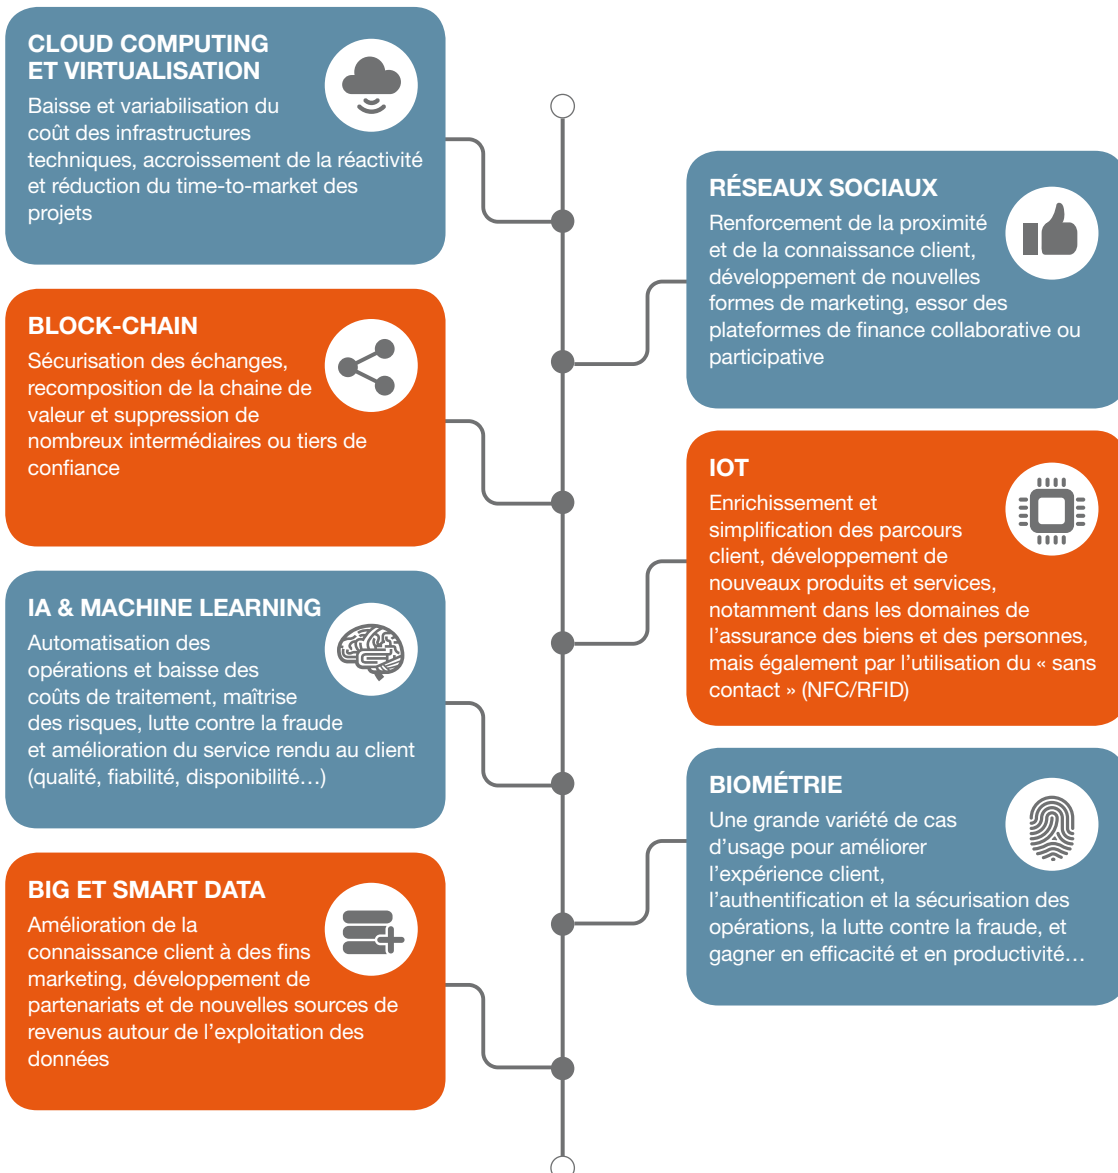 CLOUD COMPUTING
ET VIRTUALISATION
Baisse et variabilisation du
coût des infrastructures
techniques, accroissement de la réactivité
et réduction du time-to-market des
projets
RÉSEAUX SOCIAUX
Renforcement de la proximité
et de la connaissance client,
développement de nouvelles
formes de marketing, essor des
plateformes de finance collaborative ou
participative
BLOCK-CHAIN
Sécurisation des échanges,
recomposition de la chaine de
valeur et suppression de
nombreux intermédiaires ou tiers de
confiance
IOT
Enrichissement et
simplification des parcours
client, développement de
nouveaux produits et services,
notamment dans les domaines de
l’assurance des biens et des personnes,
mais également par l’utilisation du « sans
contact » (NFC/RFID)
IA & MACHINE LEARNING
Automatisation des
opérations et baisse des
coûts de traitement, maîtrise
des risques, lutte contre la fraude
et amélioration du service rendu au client
(qualité, fiabilité, disponibilité…)
BIOMÉTRIE
Une grande variété de cas
d’usage pour améliorer
l’expérience client,
l’authentification et la sécurisation des
opérations, la lutte contre la fraude, et
gagner en efficacité et en productivité…
BIG ET SMART DATA
Amélioration de la
connaissance client à des fins
marketing, développement de
partenariats et de nouvelles sources de
revenus autour de l’exploitation des
données